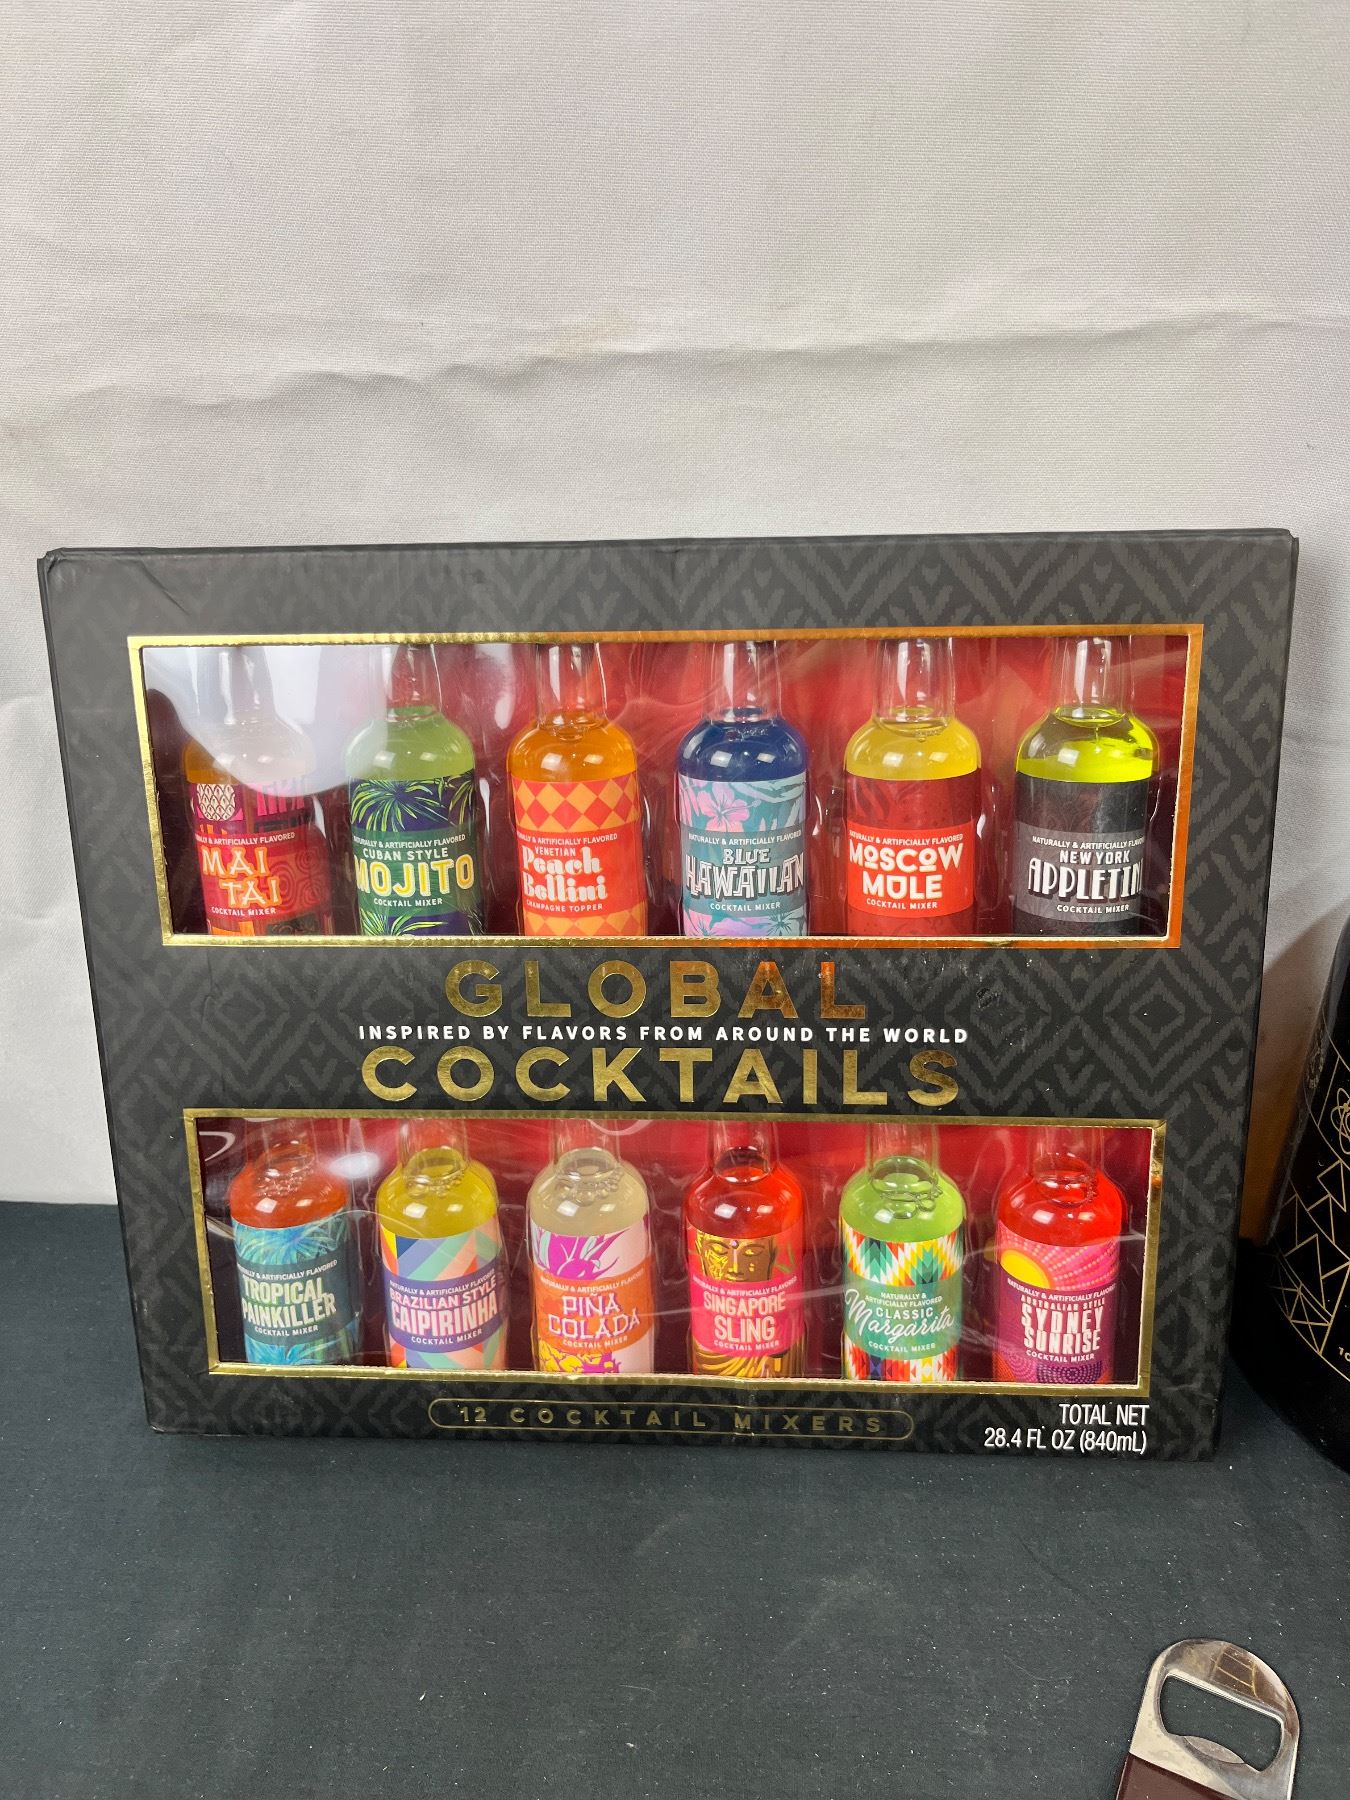 NATURALLY & ARTIFICIALLY FLAVORED
MAI
TAI
COCKTAIL MIXER
NATURALLY & ARTIFICIALLY FLAVORED
CUBAN STYLE
MOJITO
COCKTAIL MIXER
NATURALLY & ARTIFICIALLY FLAVORED
VENETIAN
Peach
Bellini
CHAMPAGNE TOPPER
NATURALLY & ARTIFICIALLY FLAVORED
BLUE
HAWAIIAN
COCKTAIL MIXER
NATURALLY & ARTIFICIALLY FLAVORED
MOSCOW
MULE
COCKTAIL MIXER
NATURALLY & ARTIFICIALLY FLAVORED
NEW YORK
APPLETINI
COCKTAIL MIXER
GLOBAL
INSPIRED BY FLAVORS FROM AROUND THE WORLD
COCKTAILS
NATURALLY & ARTIFICIALLY FLAVORED
TROPICAL
PAINKILLER
COCKTAIL MIXER
NATURALLY & ARTIFICIALLY FLAVORED
BRAZILIAN STYLE
CAIPIRINHA
COCKTAIL MIXER
NATURALLY & ARTIFICIALLY FLAVORED
PIÑA
COLADA
COCKTAIL MIXER
NATURALLY & ARTIFICIALLY FLAVORED
SINGAPORE
SLING
COCKTAIL MIXER
NATURALLY &
ARTIFICIALLY FLAVORED
CLASSIC
Margarita
COCKTAIL MIXER
NATURALLY & ARTIFICIALLY FLAVORED
AUSTRALIAN STYLE
SYDNEY
SUNRISE
COCKTAIL MIXER
12 COCKTAIL MIXERS
TOTAL NET
28.4 FL OZ (840mL)